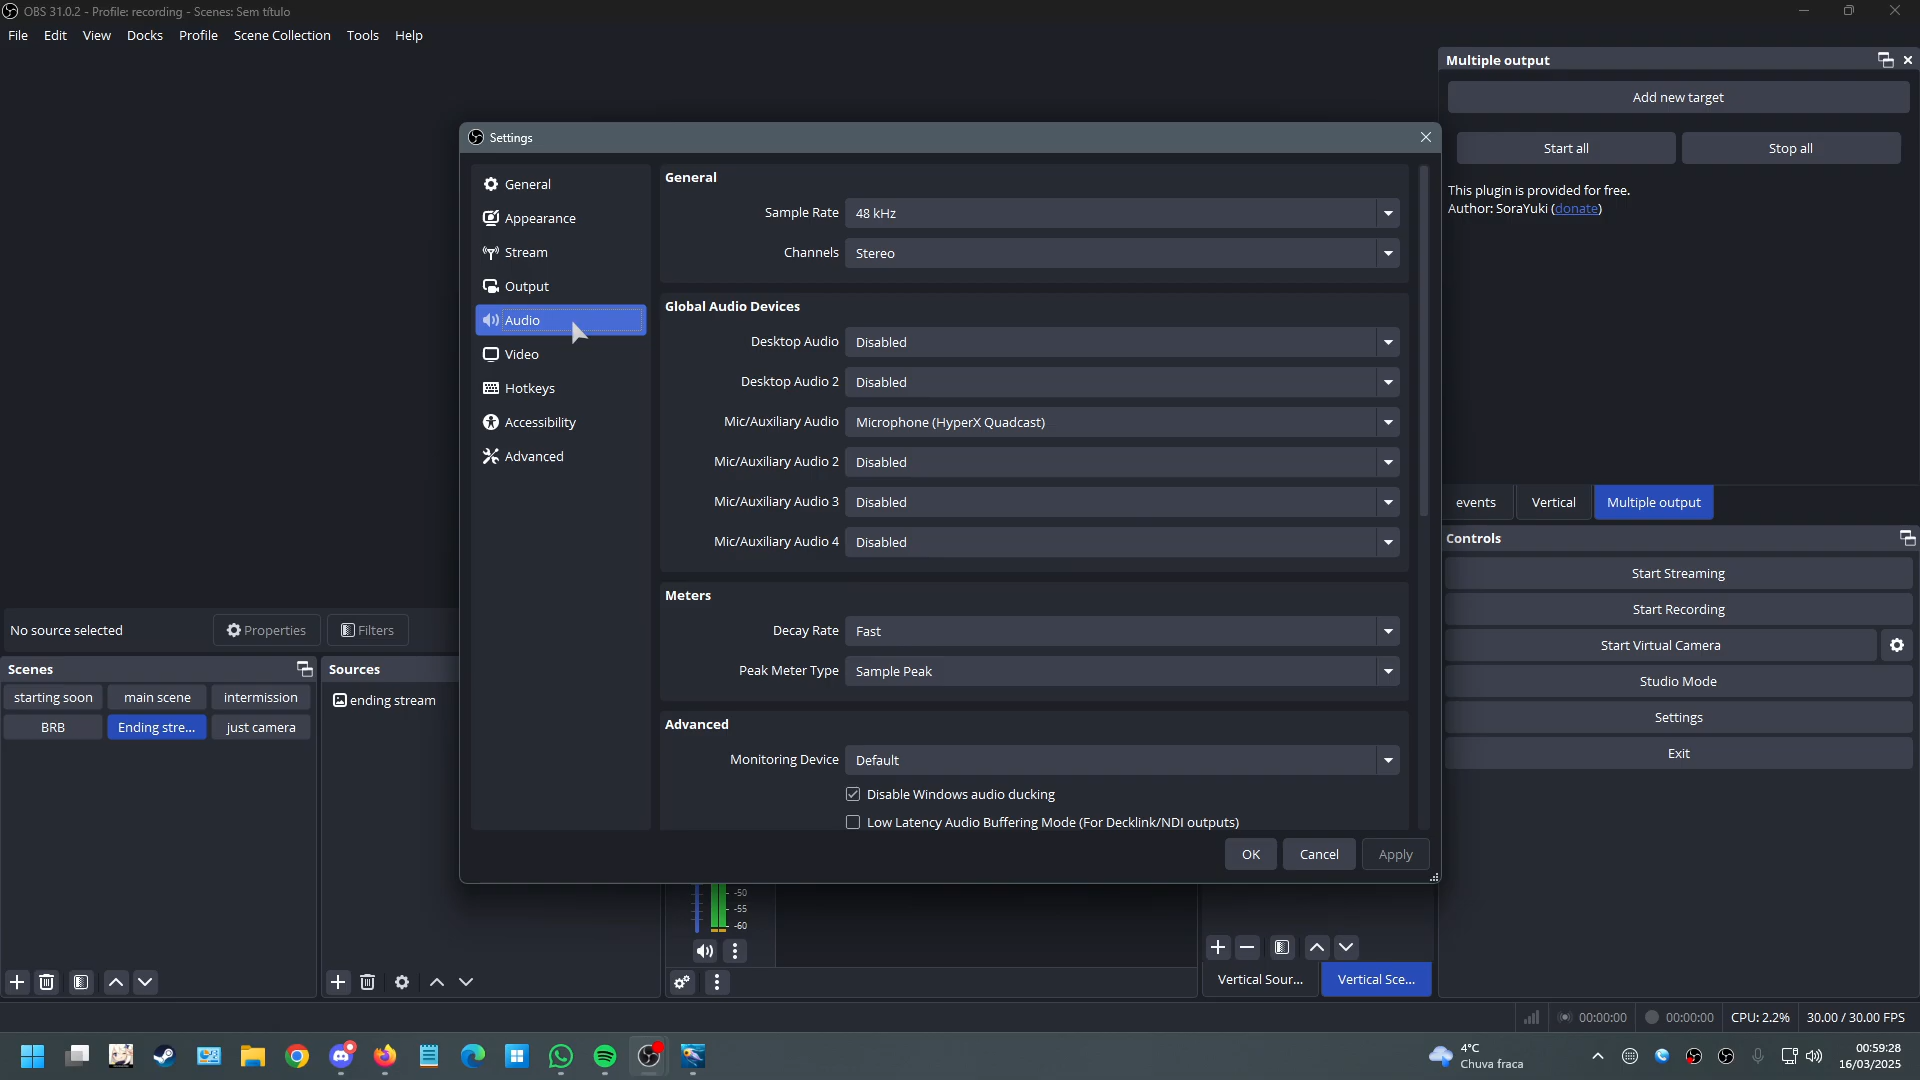 OBS 31.0.2 - Profile: recording - Scenes: Sem título
File Edit View Docks Profile Scene Collection Tools Help
Multiple output
Add new target
Start all Stop all
This plugin is provided for free.
Author: SoraYuki (donate)
Settings
General
Appearance
Stream
Output
Audio
Video
Hotkeys
Accessibility
Advanced
General
Sample Rate 48 kHz
Channels Stereo
Global Audio Devices
Desktop Audio Disabled
Desktop Audio 2 Disabled
Mic/Auxiliary Audio Microphone (HyperX Quadcast)
Mic/Auxiliary Audio 2 Disabled
Mic/Auxiliary Audio 3 Disabled
Mic/Auxiliary Audio 4 Disabled
Meters
Decay Rate Fast
Peak Meter Type Sample Peak
Advanced
Monitoring Device Default
Disable Windows audio ducking
Low Latency Audio Buffering Mode (For Decklink/NDI outputs)
OK Cancel Apply
events Vertical Multiple output
Controls
Start Streaming
Start Recording
Start Virtual Camera
Studio Mode
Settings
Exit
No source selected Properties Filters
Scenes
starting soon main scene intermission
BRB Ending stre... just camera
Sources
ending stream
-50
-55
-60
Vertical Sour... Vertical Sce...
00:00:00 00:00:00 CPU: 2.2% 30.00 / 30.00 FPS
4°C
Chuva fraca
00:59:28
16/03/2025